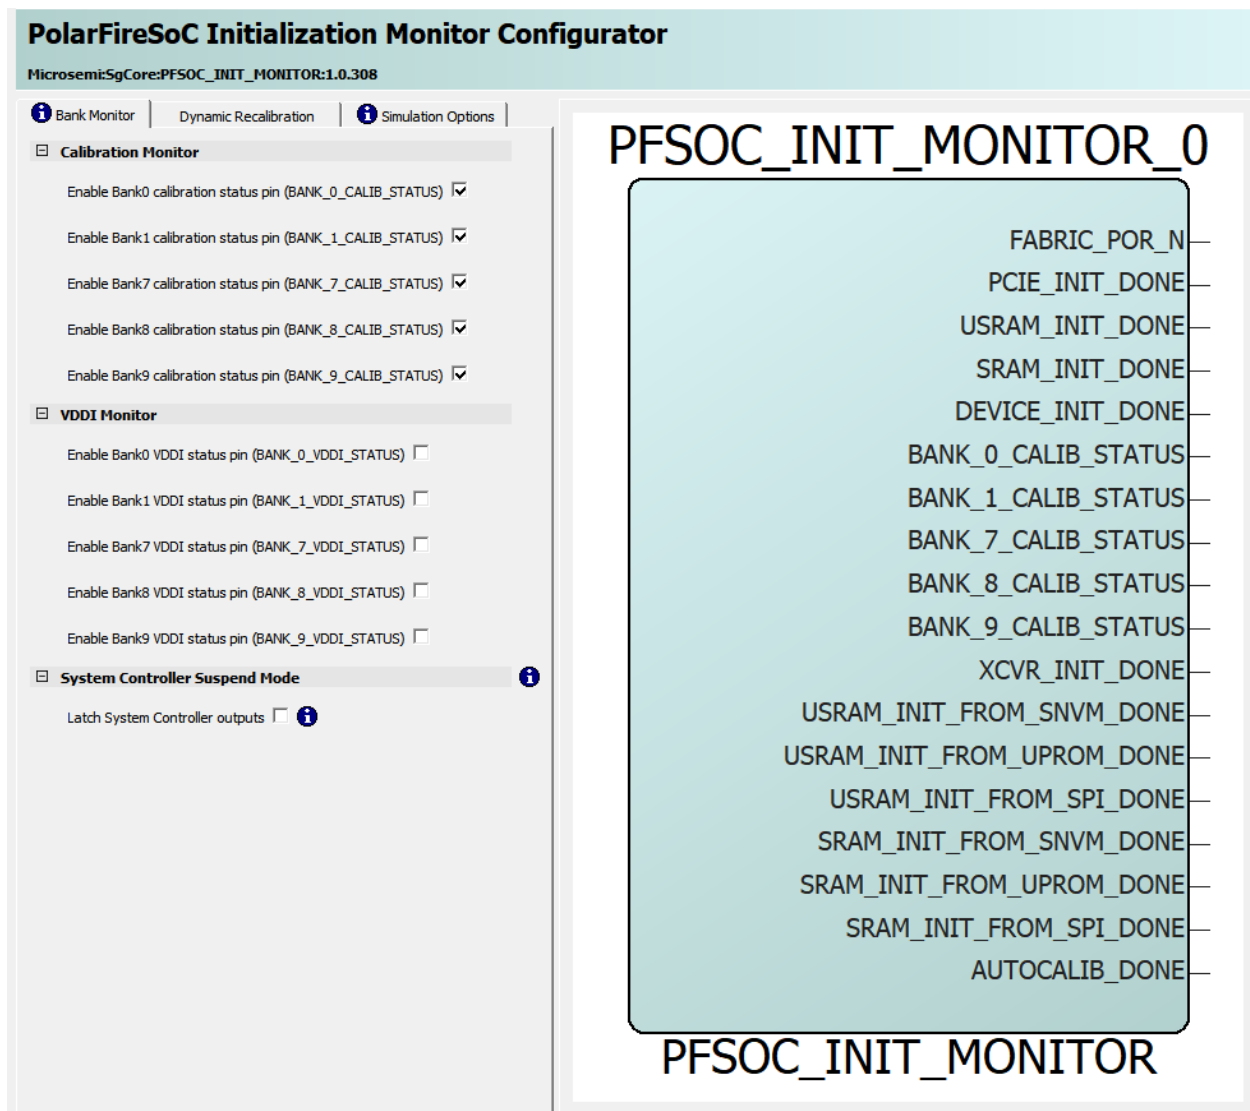 PolarFireSoC Initialization Monitor Configurator
Microsemi:SgCore:PFSOC_INIT_MONITOR:1.0.308
Bank Monitor Dynamic Recalibration Simulation Options
Calibration Monitor
Enable Bank0 calibration status pin (BANK_0_CALIB_STATUS)
Enable Bank1 calibration status pin (BANK_1_CALIB_STATUS)
Enable Bank7 calibration status pin (BANK_7_CALIB_STATUS)
Enable Bank8 calibration status pin (BANK_8_CALIB_STATUS)
Enable Bank9 calibration status pin (BANK_9_CALIB_STATUS)
VDDI Monitor
Enable Bank0 VDDI status pin (BANK_0_VDDI_STATUS)
Enable Bank1 VDDI status pin (BANK_1_VDDI_STATUS)
Enable Bank7 VDDI status pin (BANK_7_VDDI_STATUS)
Enable Bank8 VDDI status pin (BANK_8_VDDI_STATUS)
Enable Bank9 VDDI status pin (BANK_9_VDDI_STATUS)
System Controller Suspend Mode
Latch System Controller outputs
PFSOC_INIT_MONITOR_0
FABRIC_POR_N
PCIE_INIT_DONE
USRAM_INIT_DONE
SRAM_INIT_DONE
DEVICE_INIT_DONE
BANK_0_CALIB_STATUS
BANK_1_CALIB_STATUS
BANK_7_CALIB_STATUS
BANK_8_CALIB_STATUS
BANK_9_CALIB_STATUS
XCVR_INIT_DONE
USRAM_INIT_FROM_SNVM_DONE
USRAM_INIT_FROM_UPROM_DONE
USRAM_INIT_FROM_SPI_DONE
SRAM_INIT_FROM_SNVM_DONE
SRAM_INIT_FROM_UPROM_DONE
SRAM_INIT_FROM_SPI_DONE
AUTOCALIB_DONE
PFSOC_INIT_MONITOR